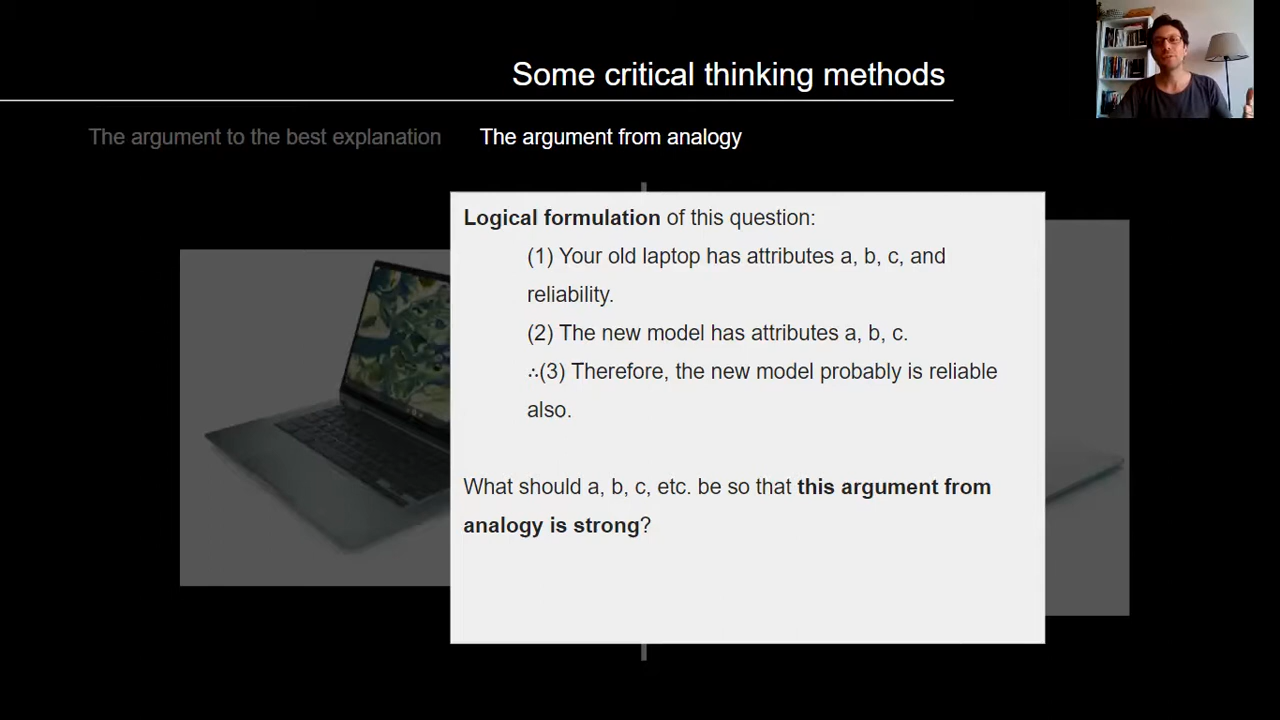 Some critical thinking methods
The argument to the best explanation
The argument from analogy
Logical formulation of this question:
(1) Your old laptop has attributes a, b, c, and
reliability.
(2) The new model has attributes a, b, c.
∴(3) Therefore, the new model probably is reliable
also.
What should a, b, c, etc. be so that this argument from
analogy is strong?